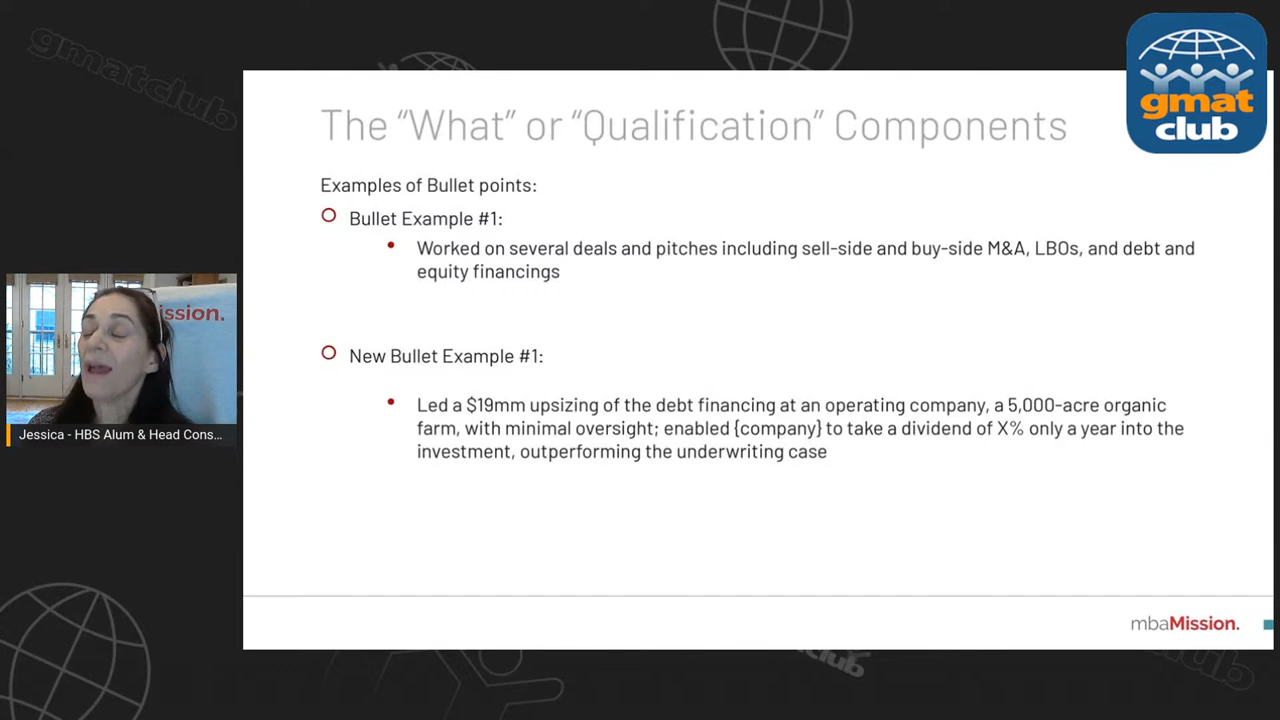 gmatclub
gmat
club
The “What” or “Qualification” Components
Examples of Bullet points:
Bullet Example #1:
Worked on several deals and pitches including sell-side and buy-side M&A, LBOs, and debt and
equity financings
ission.
New Bullet Example #1:
Led a $19mm upsizing of the debt financing at an operating company, a 5,000-acre organic
farm, with minimal oversight; enabled {company} to take a dividend of X% only a year into the
investment, outperforming the underwriting case
Jessica - HBS Alum & Head Cons...
mbaMission.
club